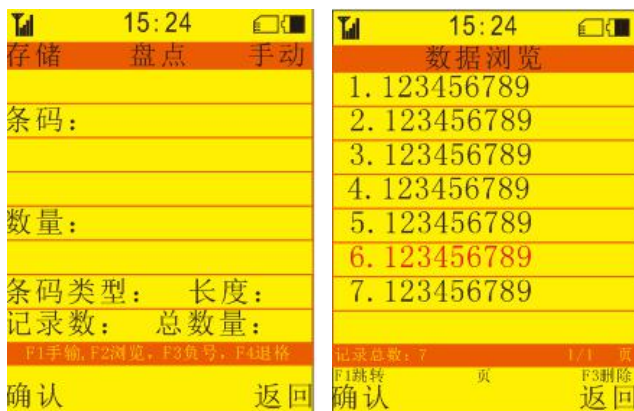 15:24
存储 盘点 手动
条码：
数量：
条码类型： 长度：
记录数： 总数量：
F1手输,F2浏览，F3负号，F4退格
确认 返回
15:24
数据浏览
1.123456789
2.123456789
3.123456789
4.123456789
5.123456789
6.123456789
7.123456789
记录总数：7 1/1 页
F1跳转 页 F3删除
确认 返回